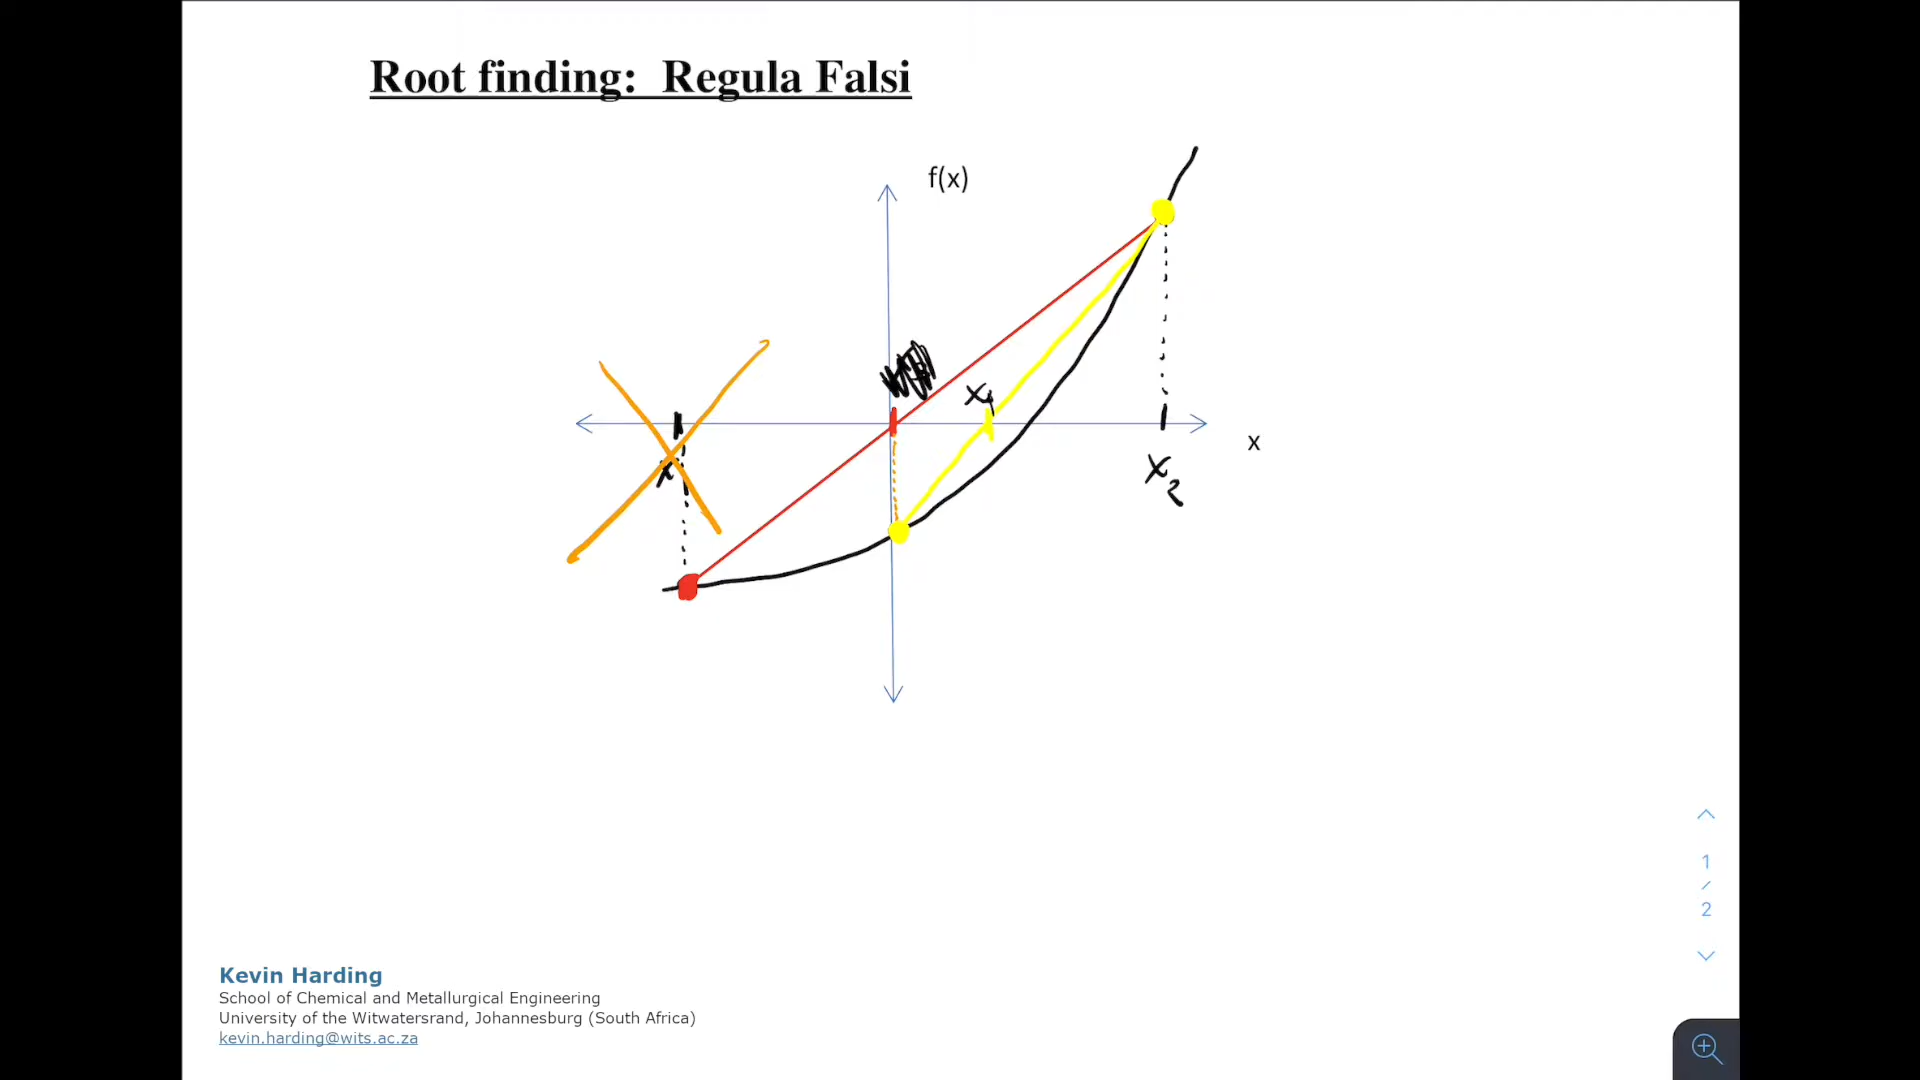 Root finding: Regula Falsi
f(x)
x
x₂
Kevin Harding
School of Chemical and Metallurgical Engineering
University of the Witwatersrand, Johannesburg (South Africa)
kevin.harding@wits.ac.za
1
/
2